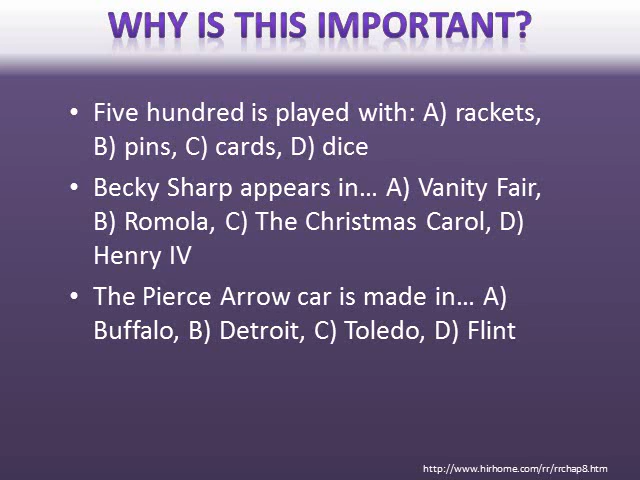 WHY IS THIS IMPORTANT?
• Five hundred is played with: A) rackets,
B) pins, C) cards, D) dice
• Becky Sharp appears in… A) Vanity Fair,
B) Romola, C) The Christmas Carol, D)
Henry IV
• The Pierce Arrow car is made in… A)
Buffalo, B) Detroit, C) Toledo, D) Flint
http://www.hirhome.com/rr/rrchap8.htm